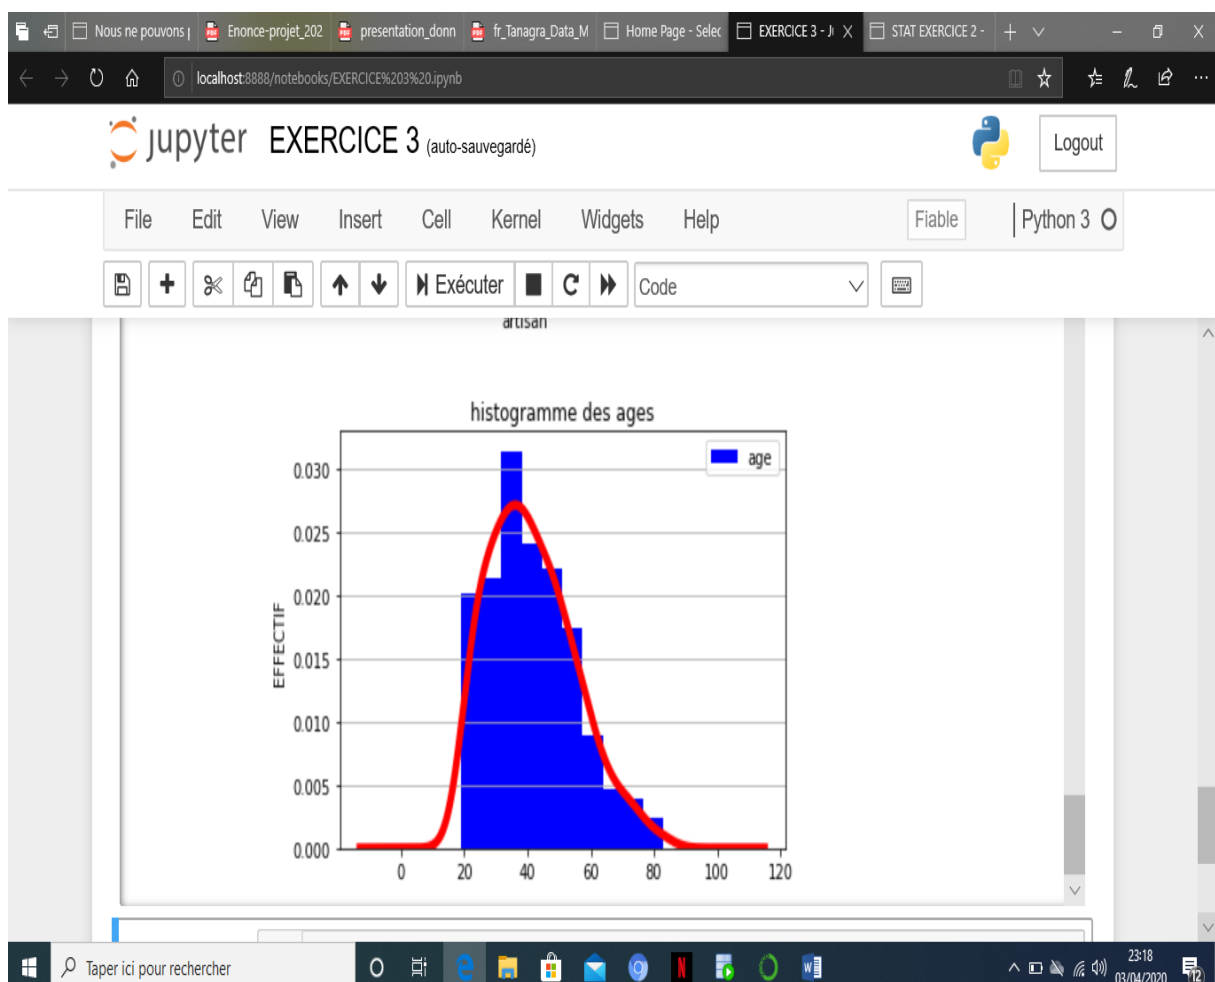 Nous ne pouvons
Enonce-projet_202
presentation_donn
fr_Tanagra_Data_M
Home Page - Selec
EXERCICE 3 - J
STAT EXERCICE 2 -
localhost:8888/notebooks/EXERCICE%203%20.ipynb
jupyter EXERCICE 3 (auto-sauvegardé)
Logout
File Edit View Insert Cell Kernel Widgets Help
Fiable
Python 3
Exécuter
Code
artisan
histogramme des ages
age
EFFECTIF
0.030
0.025
0.020
0.015
0.010
0.005
0.000
0 20 40 60 80 100 120
Taper ici pour rechercher
23:18
03/04/2020
12